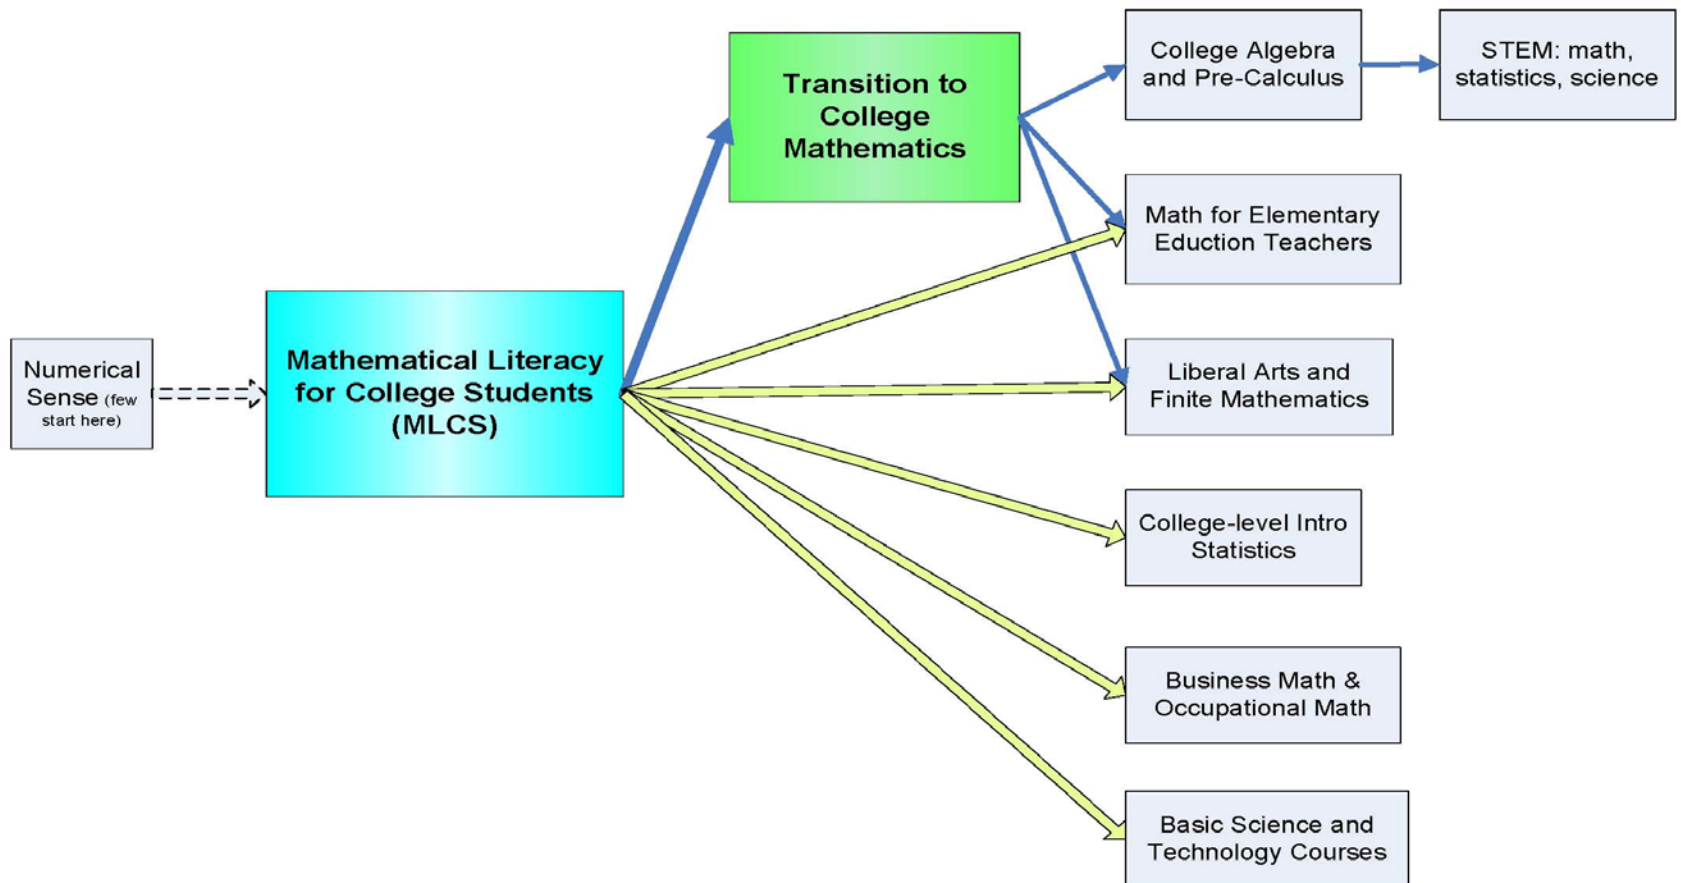 Numerical
Sense (few
start here)
Mathematical Literacy
for College Students
(MLCS)
Transition to
College
Mathematics
College Algebra
and Pre-Calculus
STEM: math,
statistics, science
Math for Elementary
Eduction Teachers
Liberal Arts and
Finite Mathematics
College-level Intro
Statistics
Business Math &
Occupational Math
Basic Science and
Technology Courses